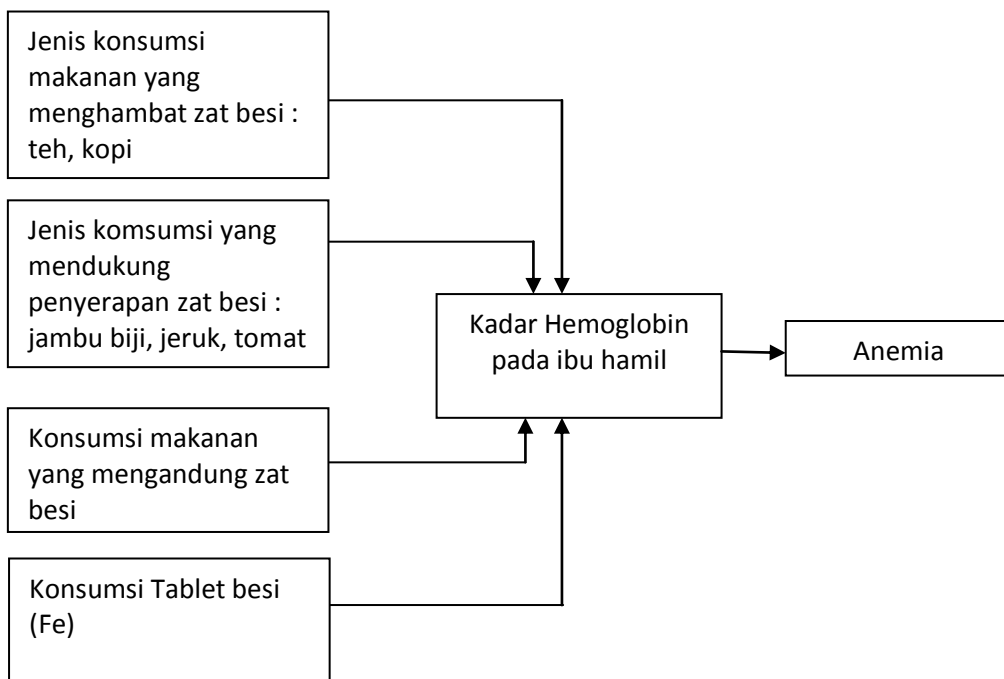 Jenis konsumsi
makanan yang
menghambat zat besi :
teh, kopi
Jenis komsumsi yang
mendukung
penyerapan zat besi :
jambu biji, jeruk, tomat
Konsumsi makanan
yang mengandung zat
besi
Konsumsi Tablet besi
(Fe)
Kadar Hemoglobin
pada ibu hamil
Anemia